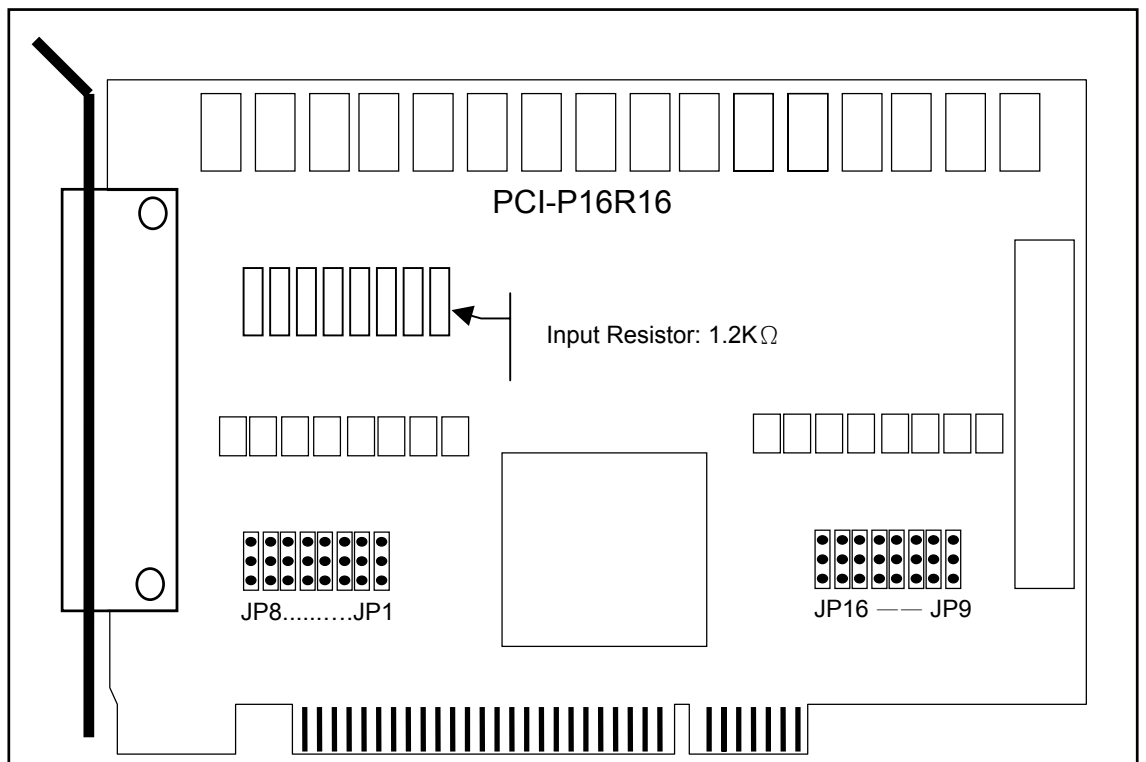 PCI-P16R16
Input Resistor: 1.2KΩ
JP8..........JP1
JP16 —— JP9